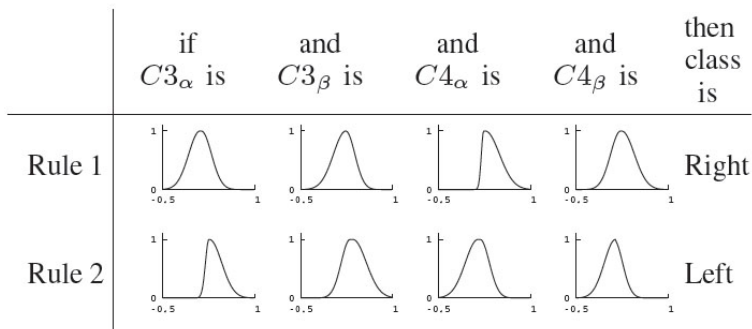 if and and and then
C3α is C3β is C4α is C4β is class
is
1 1 1 1
Rule 1 Right
0 0 0 0
-0.5 1 -0.5 1 -0.5 1 -0.5 1
1 1 1 1
Rule 2 Left
0 0 0 0
-0.5 1 -0.5 1 -0.5 1 -0.5 1